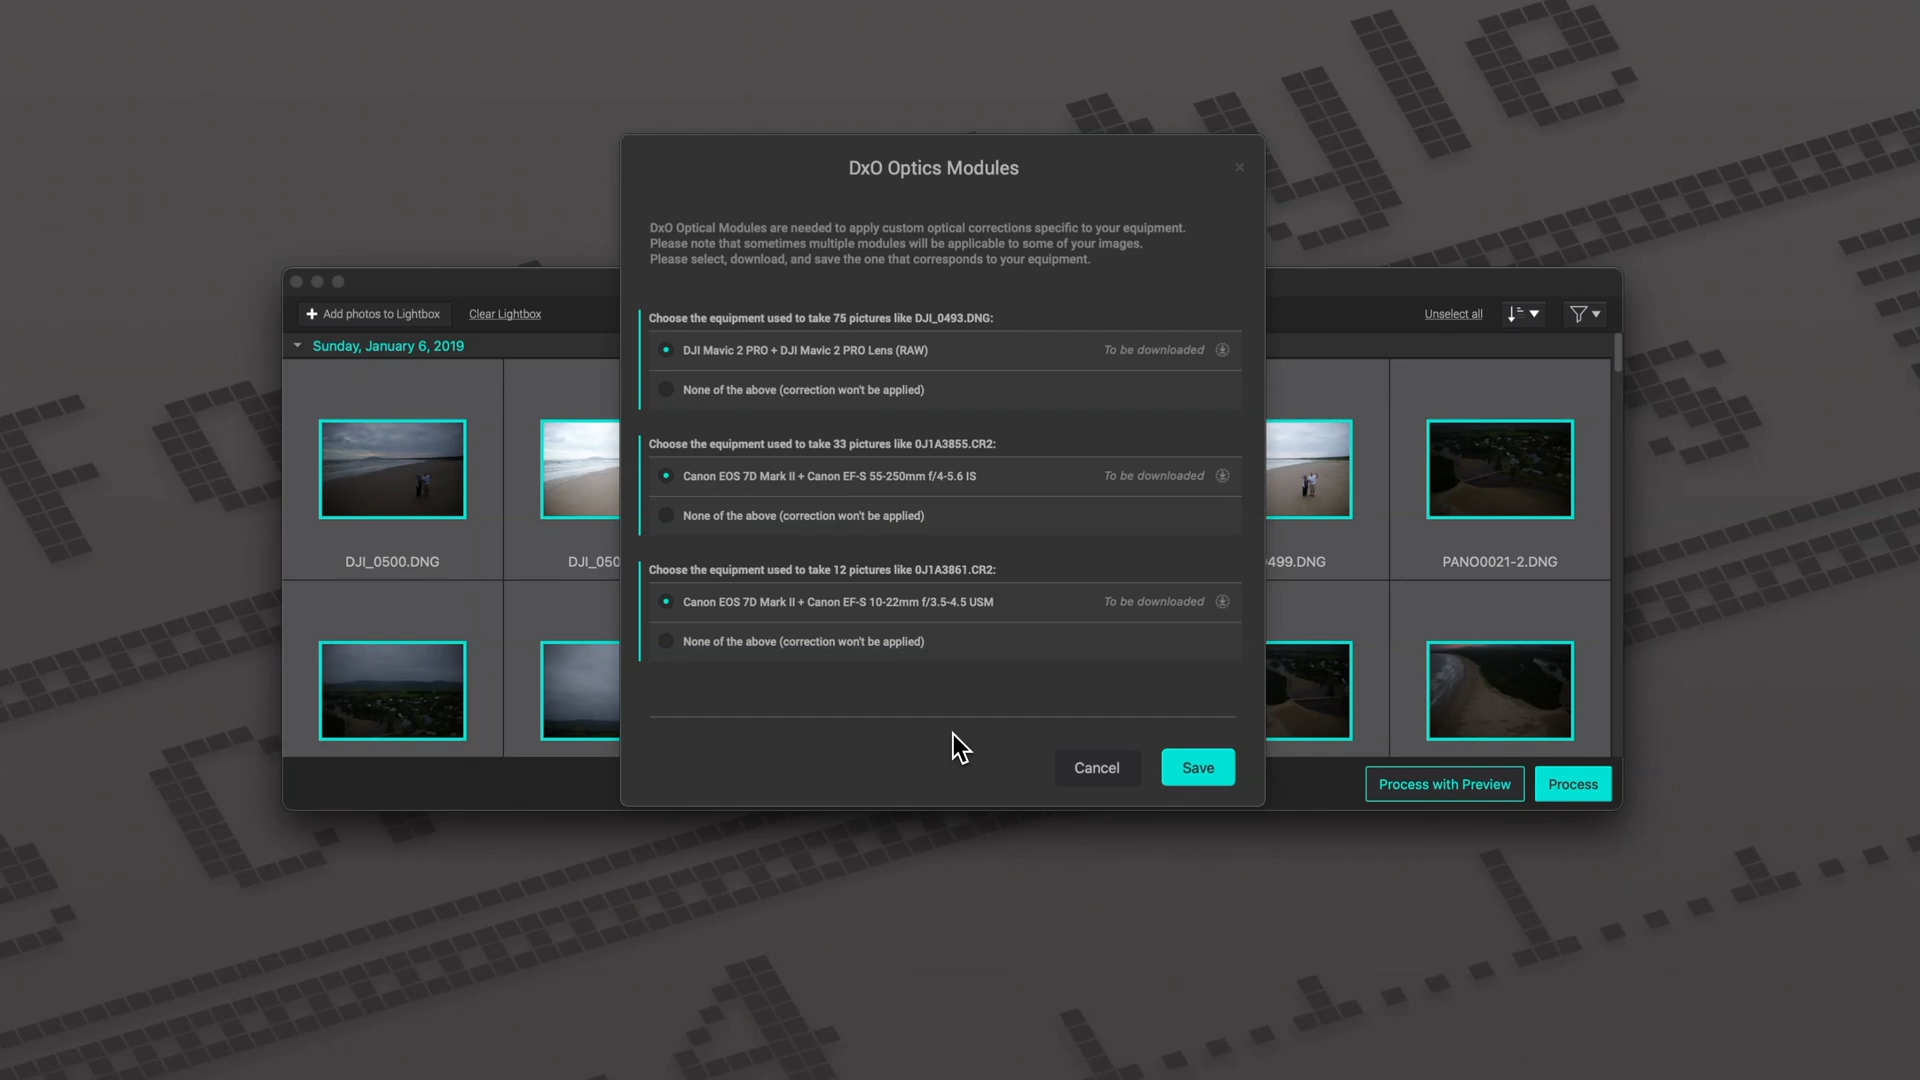 DxO Optics Modules
DxO Optical Modules are needed to apply custom optical corrections specific to your equipment.
Please note that sometimes multiple modules will be applicable to some of your images.
Please select, download, and save the one that corresponds to your equipment.
Add photos to Lightbox
Clear Lightbox
Unselect all
Sunday, January 6, 2019
Choose the equipment used to take 75 pictures like DJI_0493.DNG:
DJI Mavic 2 PRO + DJI Mavic 2 PRO Lens (RAW) To be downloaded
None of the above (correction won't be applied)
Choose the equipment used to take 33 pictures like 0J1A3855.CR2:
Canon EOS 7D Mark II + Canon EF-S 55-250mm f/4-5.6 IS To be downloaded
None of the above (correction won't be applied)
Choose the equipment used to take 12 pictures like 0J1A3861.CR2:
Canon EOS 7D Mark II + Canon EF-S 10-22mm f/3.5-4.5 USM To be downloaded
None of the above (correction won't be applied)
DJI_0500.DNG
DJI_050
499.DNG
PANO0021-2.DNG
Cancel
Save
Process with Preview
Process